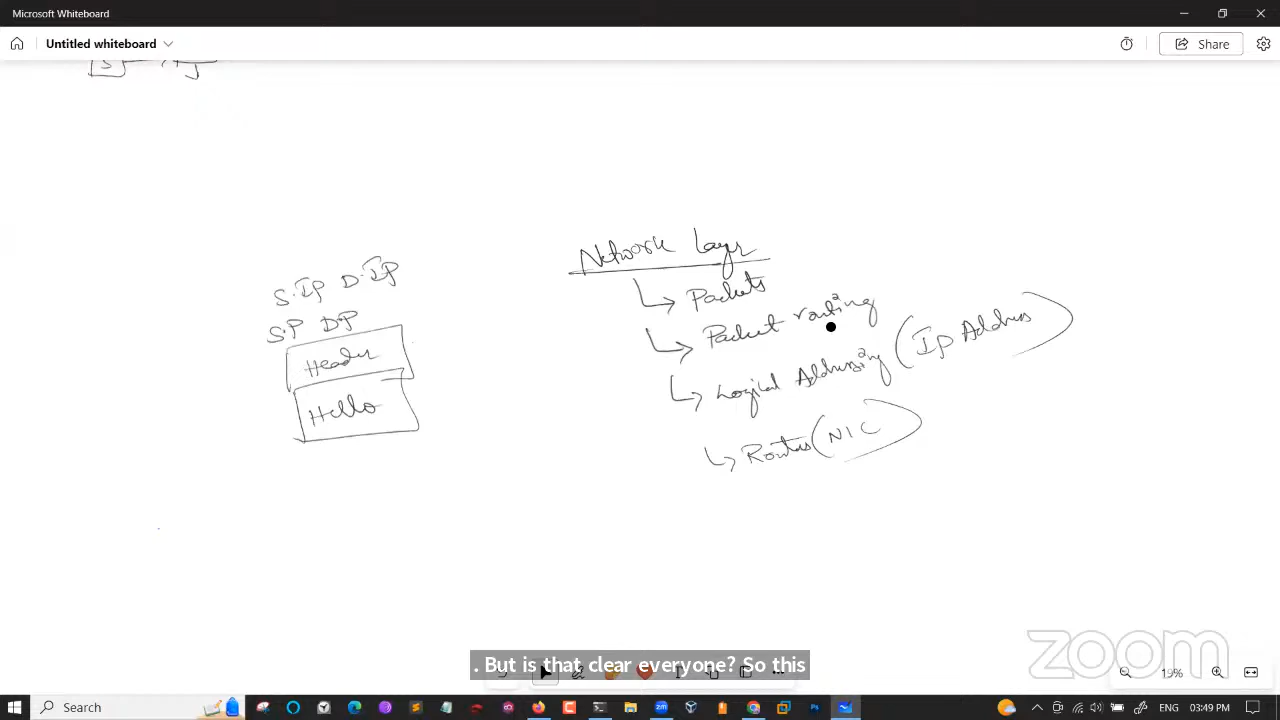 Microsoft Whiteboard
Untitled whiteboard
Share
S
Network Layer
Packets
Packet routing
Logical Addressing (IP Address)
Routers (NIC)
S.IP D.IP
S.P D.P
Header
Hello
. But is that clear everyone? So this
zoom
19%
Search
ENG 03:49 PM